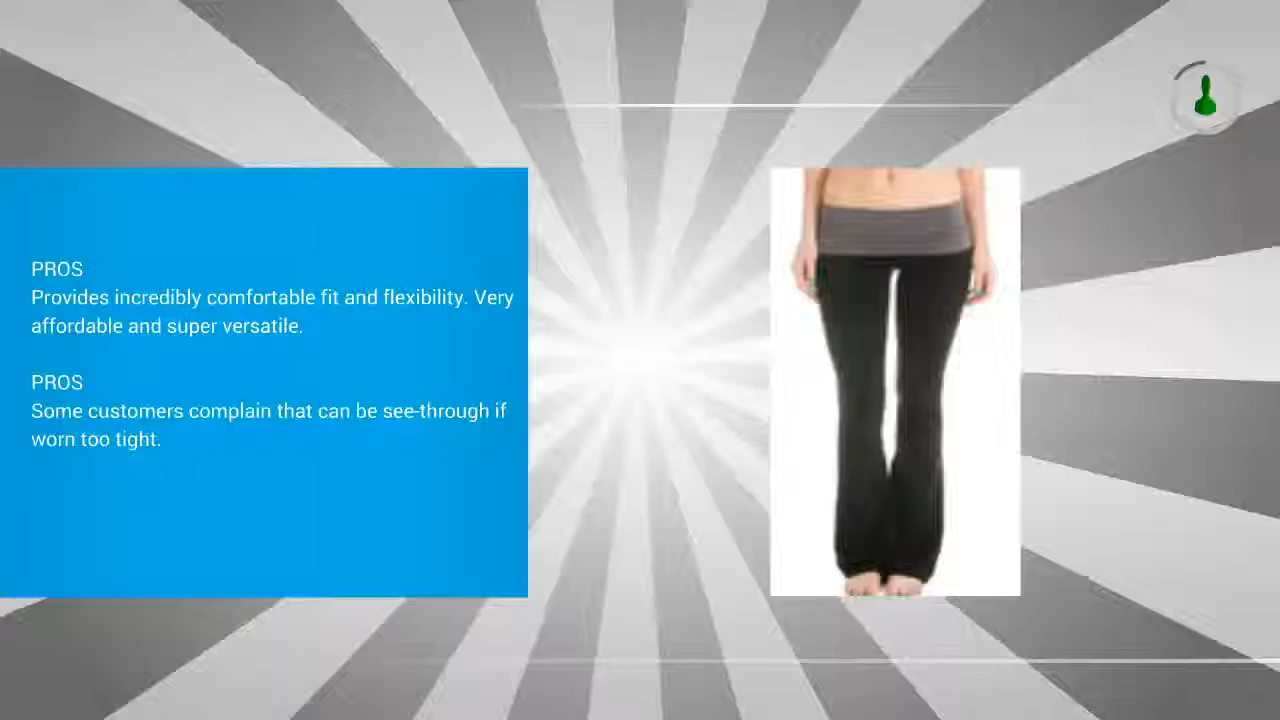 PROS
Provides incredibly comfortable fit and flexibility. Very
affordable and super versatile.
PROS
Some customers complain that can be see-through if
worn too tight.